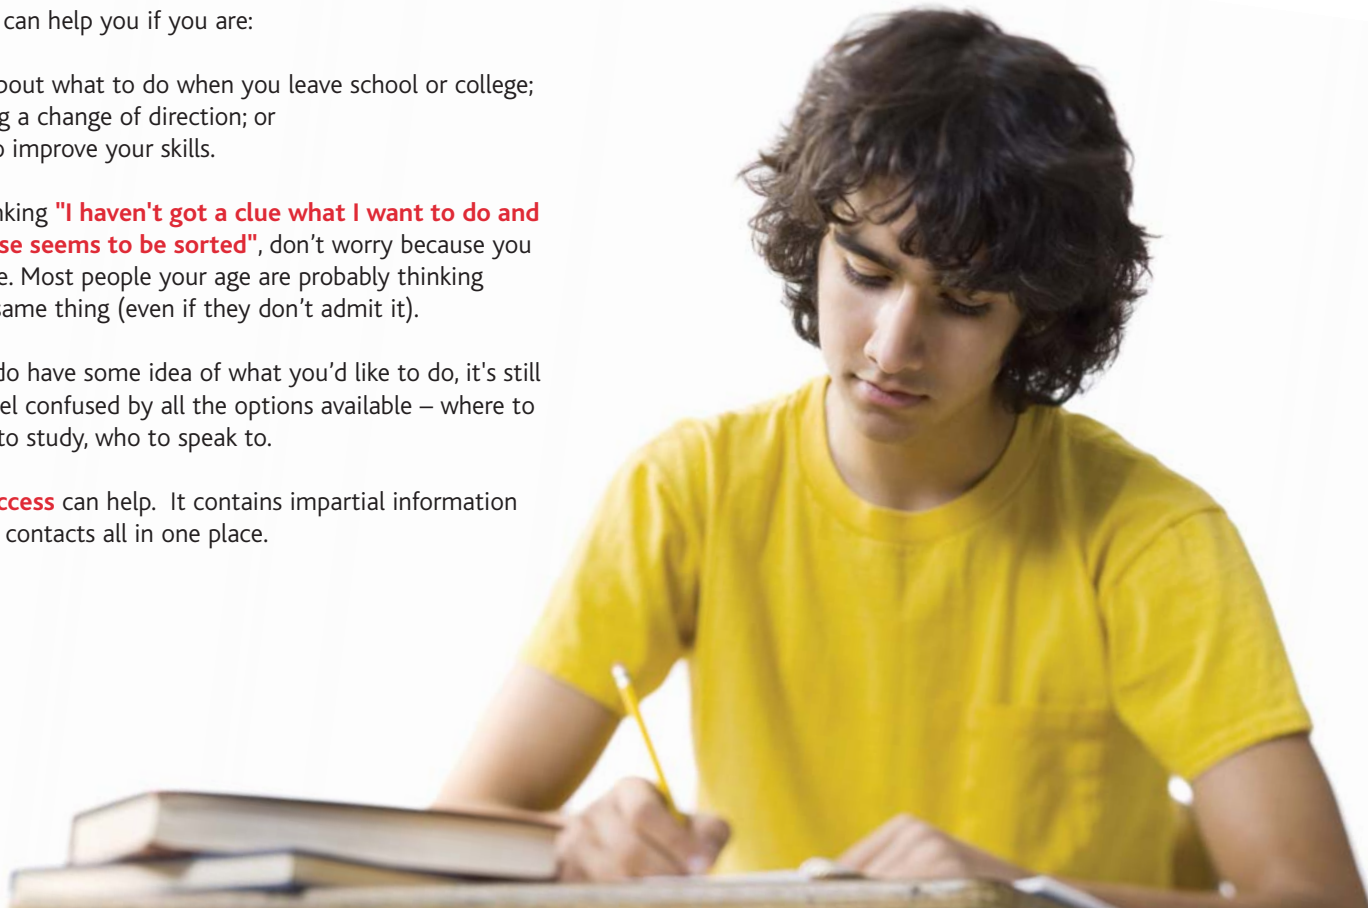 can help you if you are:
bout what to do when you leave school or college;
g a change of direction; or
o improve your skills.
nking "I haven't got a clue what I want to do and
se seems to be sorted", don’t worry because you
e. Most people your age are probably thinking
same thing (even if they don’t admit it).
do have some idea of what you’d like to do, it's still
el confused by all the options available – where to
to study, who to speak to.
ccess can help. It contains impartial information
contacts all in one place.